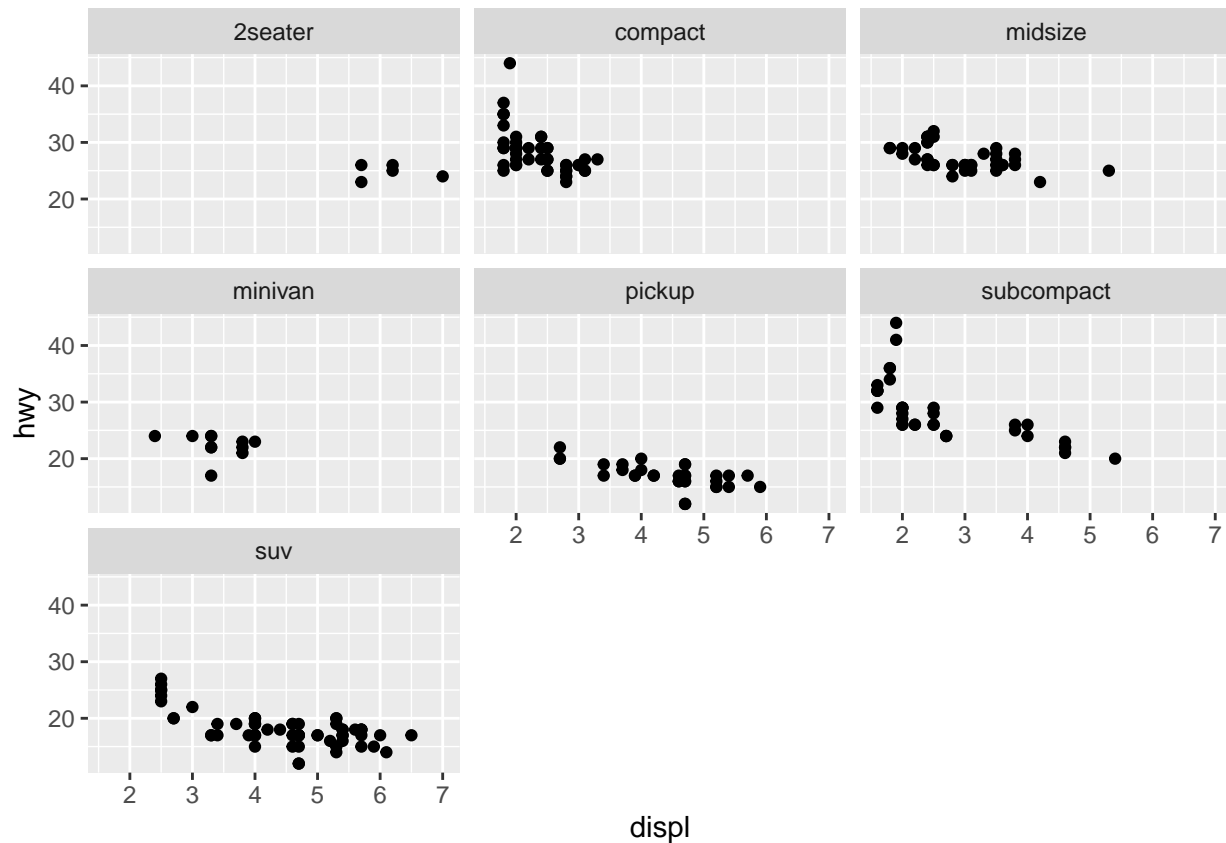 2seater compact midsize
40
30
20
minivan pickup subcompact
40
30
20
2 3 4 5 6 7 2 3 4 5 6 7
suv
40
30
20
2 3 4 5 6 7
hwy
displ